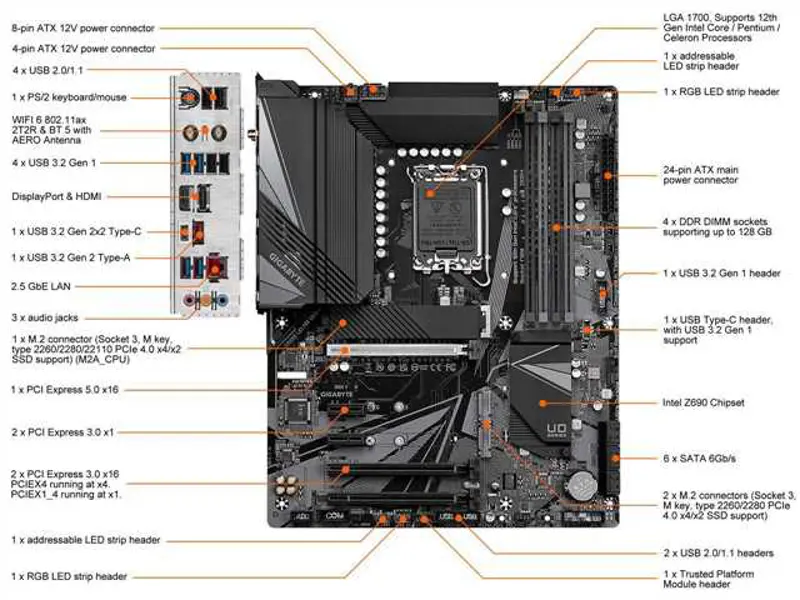 8-pin ATX 12V power connector
4-pin ATX 12V power connector
4 x USB 2.0/1.1
1 x PS/2 keyboard/mouse
WIFI 6 802.11ax
2T2R & BT 5 with
AERO Antenna
4 x USB 3.2 Gen 1
DisplayPort & HDMI
1 x USB 3.2 Gen 2x2 Type-C
1 x USB 3.2 Gen 2 Type-A
2.5 GbE LAN
3 x audio jacks
1 x M.2 connector (Socket 3, M key,
type 2260/2280/22110 PCIe 4.0 x4/x2
SSD support) (M2A_CPU)
1 x PCI Express 5.0 x16
2 x PCI Express 3.0 x1
2 x PCI Express 3.0 x16
PCIEX4 running at x4.
PCIEX1_4 running at x1.
1 x addressable LED strip header
1 x RGB LED strip header
GIGABYTE
GIGABYTE
UD
SERIES
COM
USB
USB
LGA 1700, Supports 12th
Gen Intel Core / Pentium /
Celeron Processors
1 x addressable
LED strip header
1 x RGB LED strip header
24-pin ATX main
power connector
4 x DDR DIMM sockets
supporting up to 128 GB
1 x USB 3.2 Gen 1 header
1 x USB Type-C header,
with USB 3.2 Gen 1
support
Intel Z690 Chipset
6 x SATA 6Gb/s
2 x M.2 connectors (Socket 3,
M key, type 2260/2280 PCIe
4.0 x4/x2 SSD support)
2 x USB 2.0/1.1 headers
1 x Trusted Platform
Module header